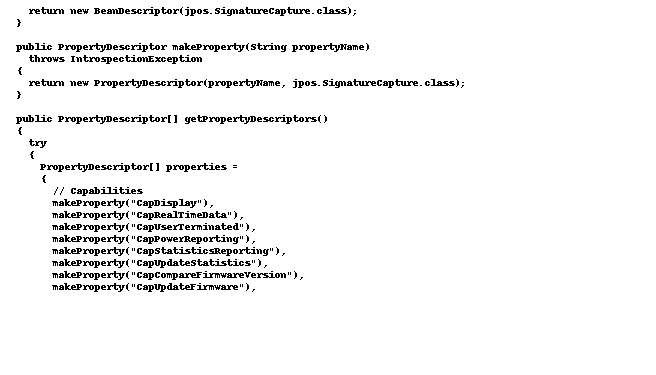 return new BeanDescriptor(jpos.SignatureCapture.class);
}
public PropertyDescriptor makeProperty(String propertyName)
throws IntrospectionException
{
return new PropertyDescriptor(propertyName, jpos.SignatureCapture.class);
}
public PropertyDescriptor[] getPropertyDescriptors()
{
try
{
PropertyDescriptor[] properties =
{
// Capabilities
makeProperty("CapDisplay"),
makeProperty("CapRealTimeData"),
makeProperty("CapUserTerminated"),
makeProperty("CapPowerReporting"),
makeProperty("CapStatisticsReporting"),
makeProperty("CapUpdateStatistics"),
makeProperty("CapCompareFirmwareVersion"),
makeProperty("CapUpdateFirmware"),